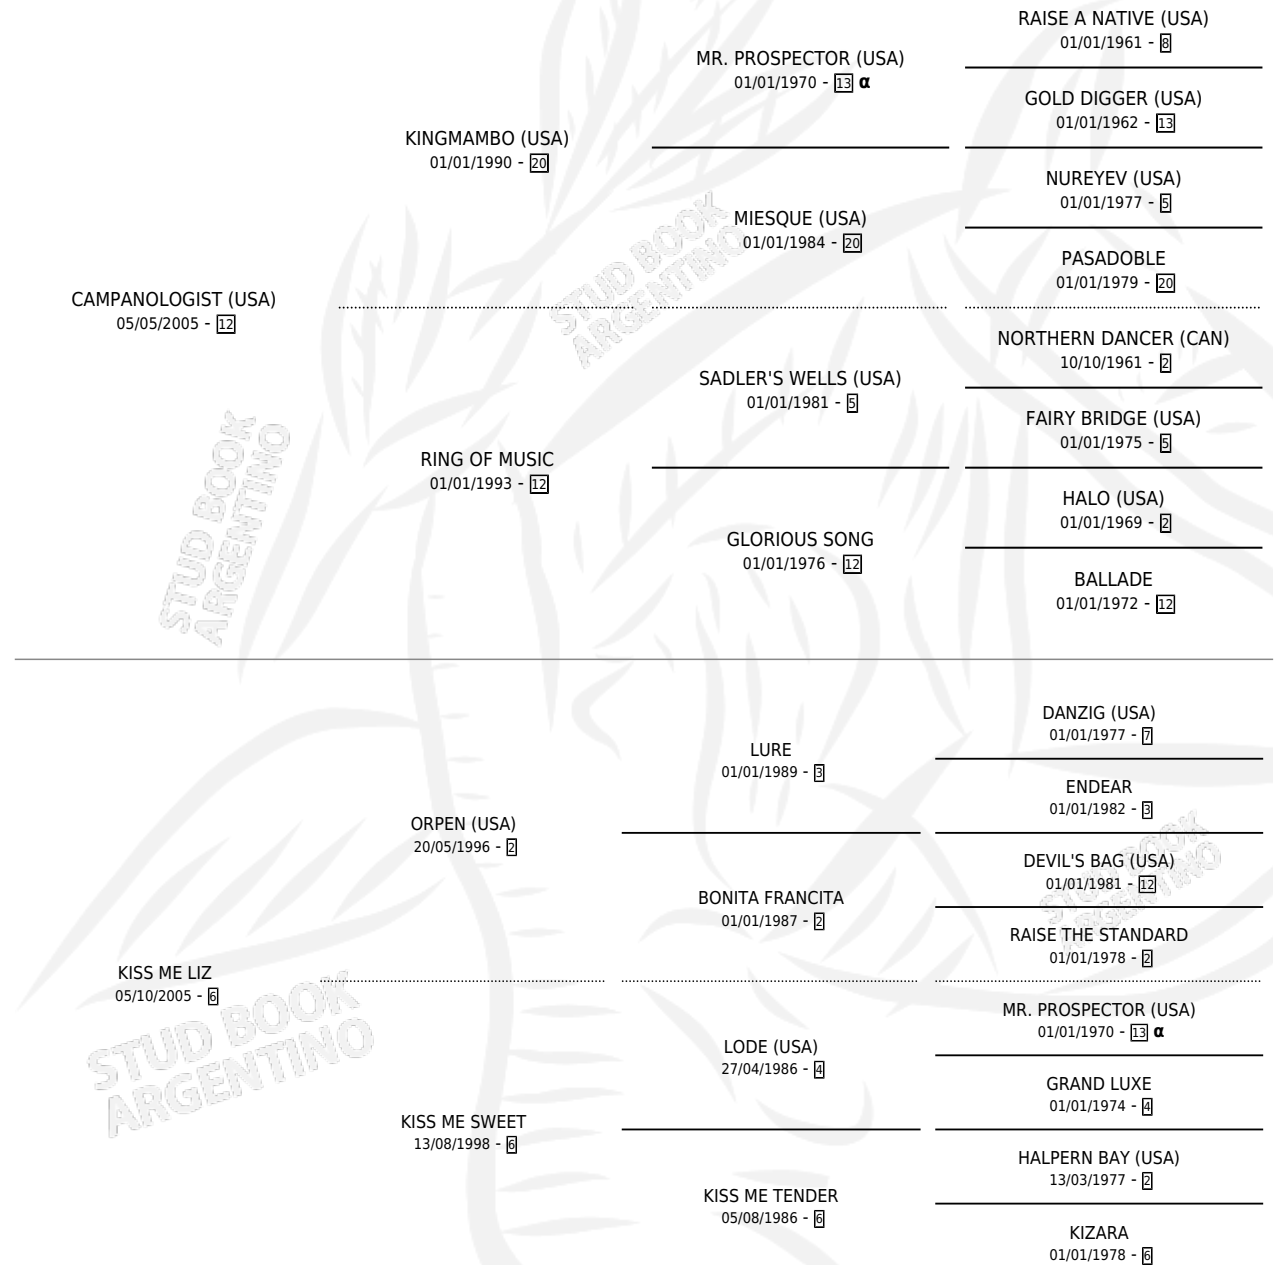 RAISE A NATIVE (USA)
01/01/1961 - 8
MR. PROSPECTOR (USA)
01/01/1970 - 13 α
GOLD DIGGER (USA)
01/01/1962 - 13
KINGMAMBO (USA)
01/01/1990 - 20
NUREYEV (USA)
01/01/1977 - 5
MIESQUE (USA)
01/01/1984 - 20
PASADOBLE
01/01/1979 - 20
CAMPANOLOGIST (USA)
05/05/2005 - 12
NORTHERN DANCER (CAN)
10/10/1961 - 2
SADLER'S WELLS (USA)
01/01/1981 - 5
FAIRY BRIDGE (USA)
01/01/1975 - 5
RING OF MUSIC
01/01/1993 - 12
HALO (USA)
01/01/1969 - 2
GLORIOUS SONG
01/01/1976 - 12
BALLADE
01/01/1972 - 12
DANZIG (USA)
01/01/1977 - 7
LURE
01/01/1989 - 3
ENDEAR
01/01/1982 - 3
ORPEN (USA)
20/05/1996 - 2
DEVIL'S BAG (USA)
01/01/1981 - 12
BONITA FRANCITA
01/01/1987 - 2
RAISE THE STANDARD
01/01/1978 - 2
KISS ME LIZ
05/10/2005 - 6
MR. PROSPECTOR (USA)
01/01/1970 - 13 α
LODE (USA)
27/04/1986 - 4
GRAND LUXE
01/01/1974 - 4
KISS ME SWEET
13/08/1998 - 6
HALPERN BAY (USA)
13/03/1977 - 2
KISS ME TENDER
05/08/1986 - 6
KIZARA
01/01/1978 - 6
STUD BOOK
ARGENTINO
STUD BOOK
ARGENTINO
STUD BOOK
ARGENTINO
STUD BOOK
ARGENTINO